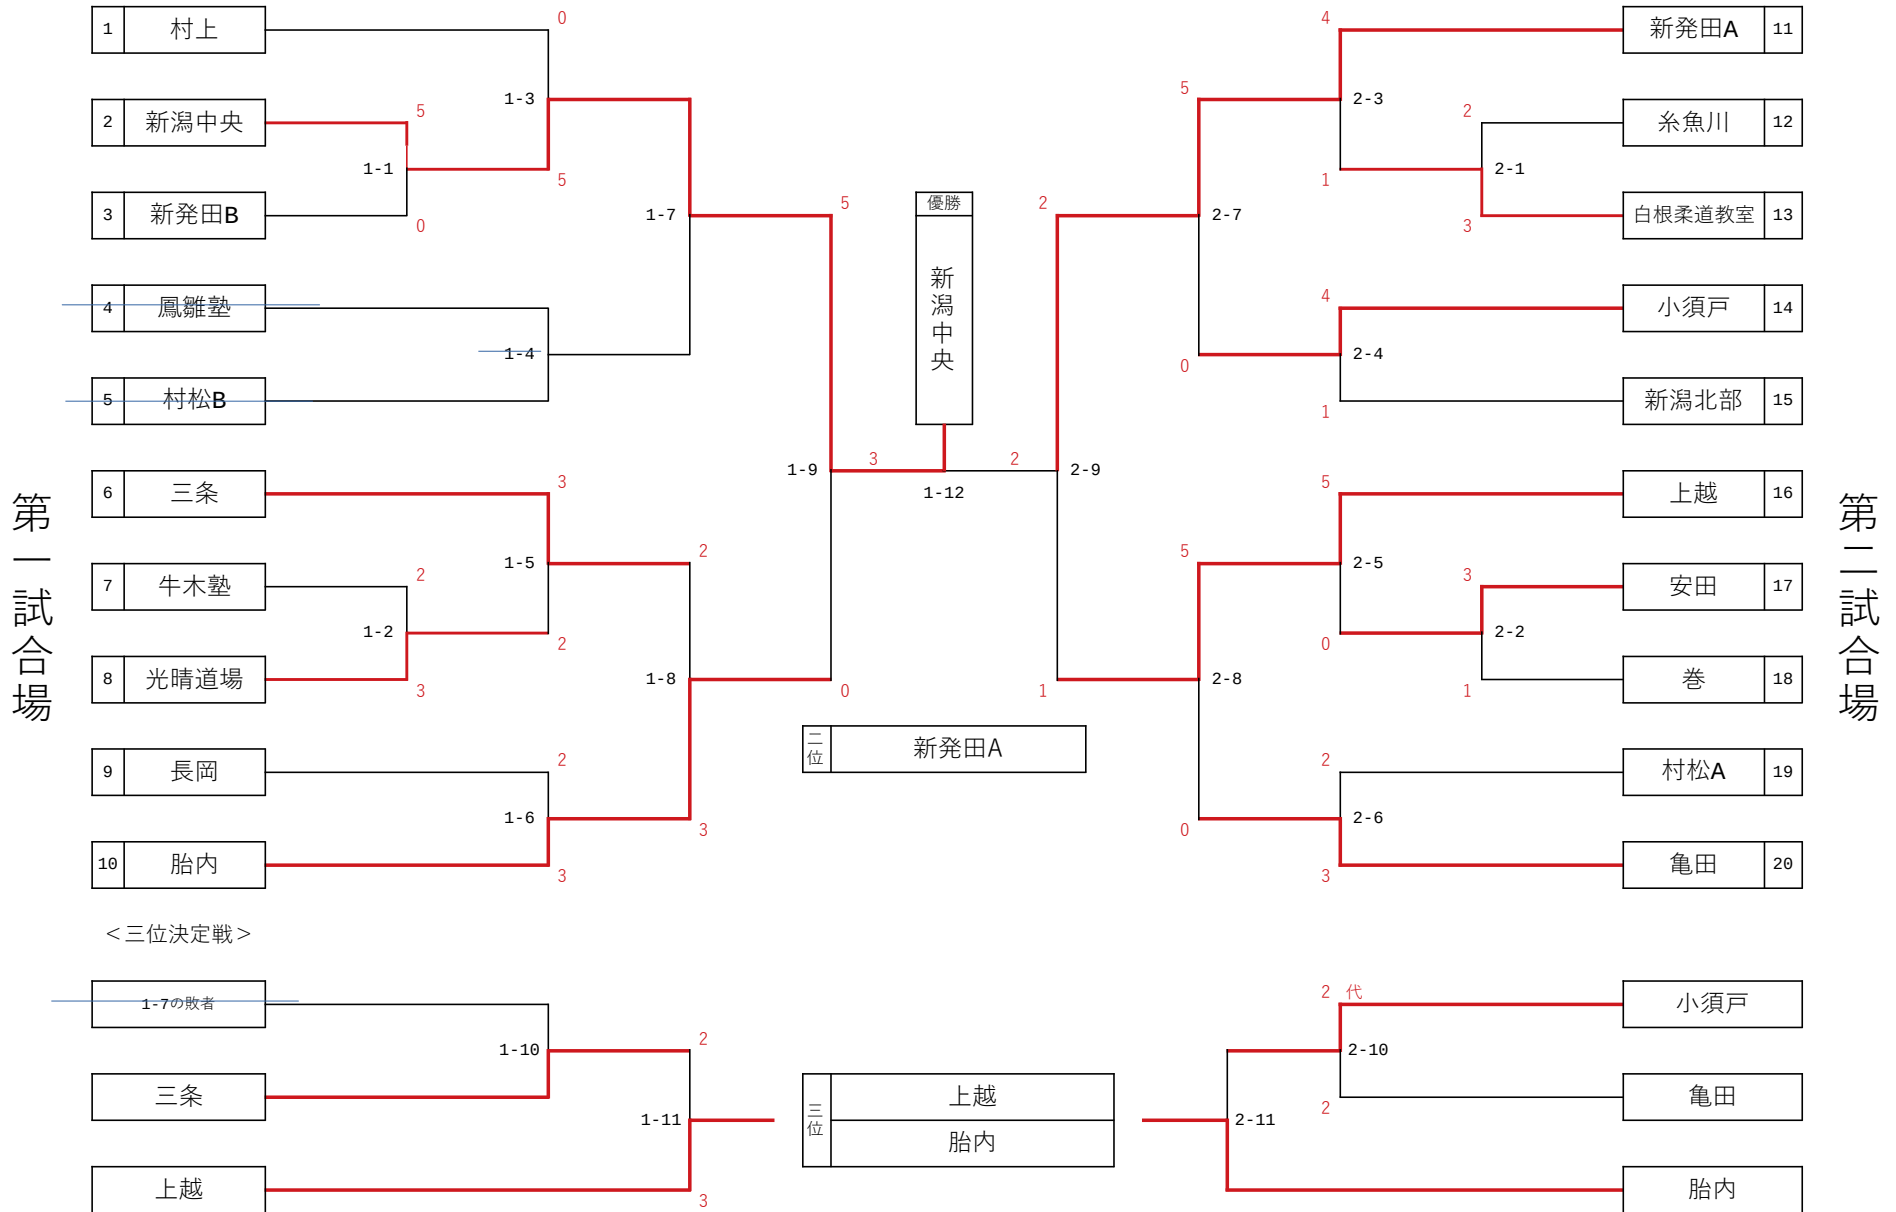 0
4
1 村上
新発田A 11
1-3
2-3
5
2 新潟中央
5
2
糸魚川 12
1-1
2-1
5
1
3 新発田B
0
1-7
5
優勝
新潟中央
2
2-7
3
白根柔道教室 13
4 鳳雛塾
4
小須戸 14
1-4
2-4
0
5 村松B
1
新潟北部 15
第一試合場
第二試合場
1-9
3
2
2-9
1-12
6 三条
3
5
上越 16
1-5
2-5
2
5
7 牛木塾
2
3
安田 17
1-2
2-2
2
0
8 光晴道場
3
1-8
0
1
2-8
1
巻 18
二位 新発田A
9 長岡
2
2
村松A 19
1-6
2-6
3
0
10 胎内
3
3
亀田 20
<三位決定戦>
1-7の敗者
2 代
小須戸
1-10
2-10
2
三条
2
亀田
三位
上越
胎内
1-11
2-11
上越
3
胎内